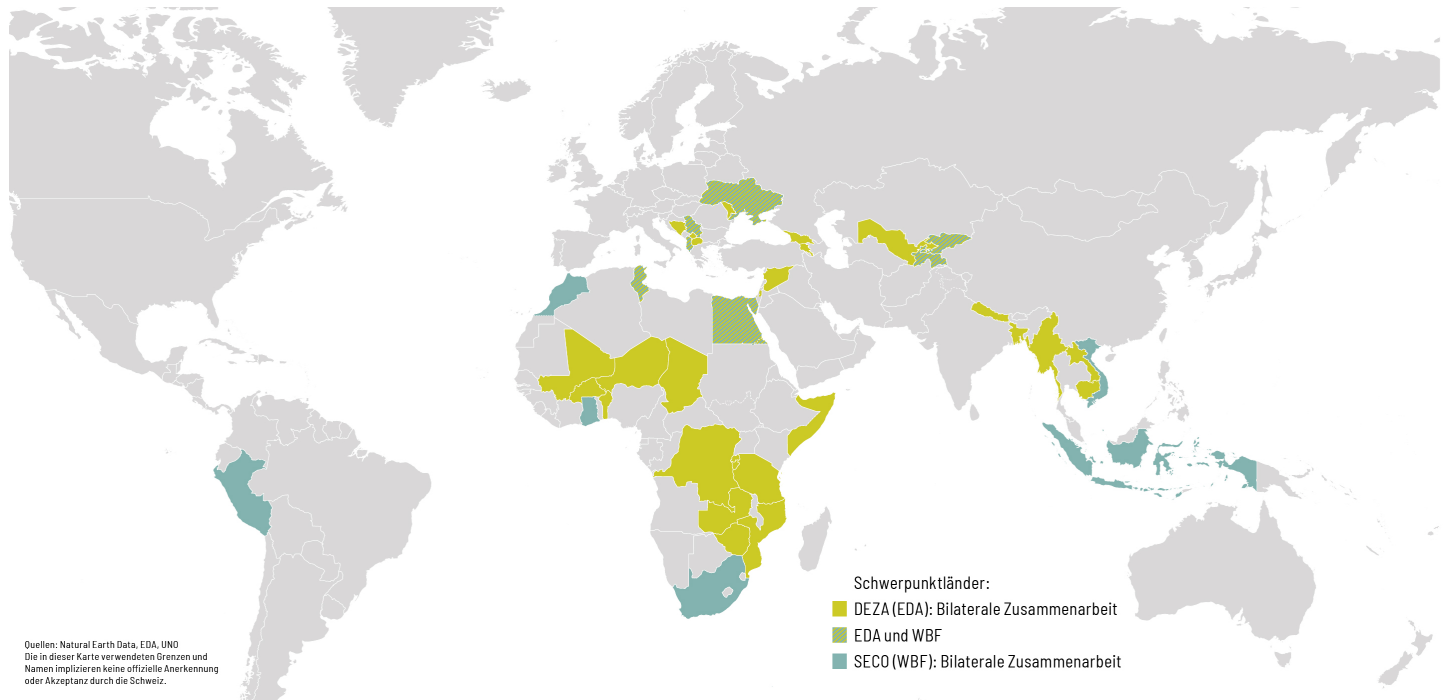 Schwerpunktländer:
DEZA (EDA): Bilaterale Zusammenarbeit
EDA und WBF
SECO (WBF): Bilaterale Zusammenarbeit
Quellen: Natural Earth Data, EDA, UNO
Die in dieser Karte verwendeten Grenzen und
Namen implizieren keine offizielle Anerkennung
oder Akzeptanz durch die Schweiz.